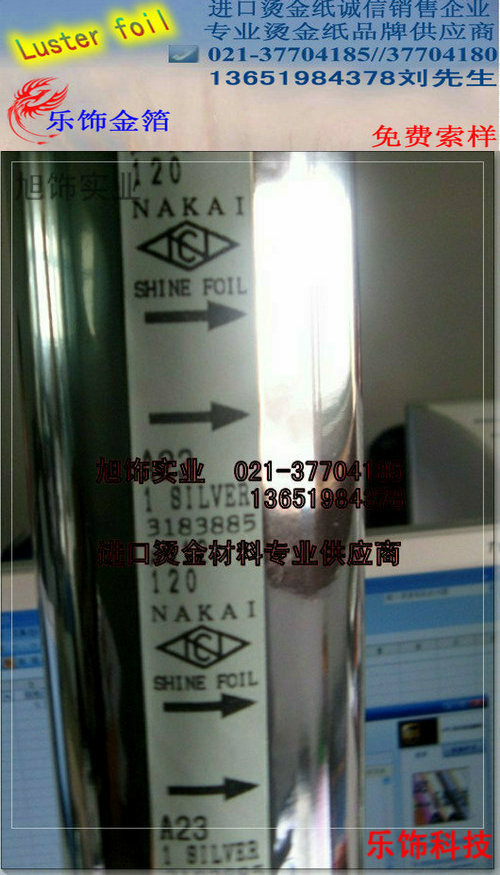 Luster foil
进口烫金纸诚信销售企业
专业烫金纸品牌供应商
021-37704185//37704180
13651984378刘先生
乐饰金箔
免费索样
旭饰实业
120
NAKAI
SHINE FOIL
A23
旭饰实业 021-37704185
1 SILVER
13651984378
3183885
进口烫金材料专业供应商
120
NAKAI
SHINE FOIL
A23
1 SILVER
3183885
乐饰科技